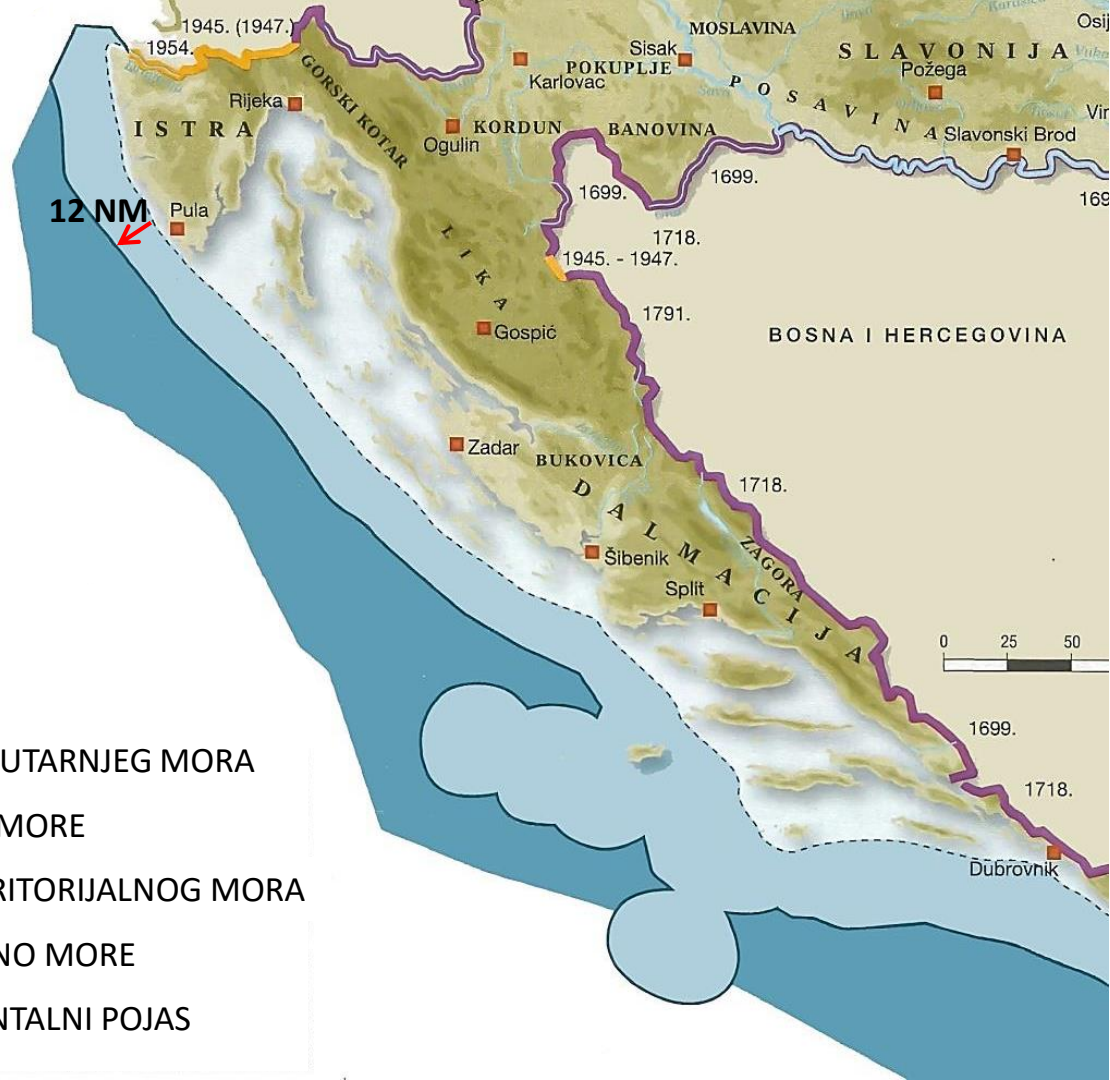 1945. (1947.)
1954.
MOSLAVINA
Sisak
POKUPLJE
Karlovac
SLAVONIJA
Požega
POSAVINA
Slavonski Brod
GORSKI KOTAR
Rijeka
ISTRA
Ogulin
KORDUN
BANOVINA
1699.
1699.
1718.
12 NM
Pula
1945. - 1947.
LIKA
1791.
Gospić
BOSNA I HERCEGOVINA
Zadar
BUKOVICA
1718.
DALMACIJA
ZAGORA
Šibenik
Split
0 25 50
1699.
1718.
Dubrovnik
UTARNJEG MORA
MORE
RITORIJALNOG MORA
NO MORE
NTALNI POJAS